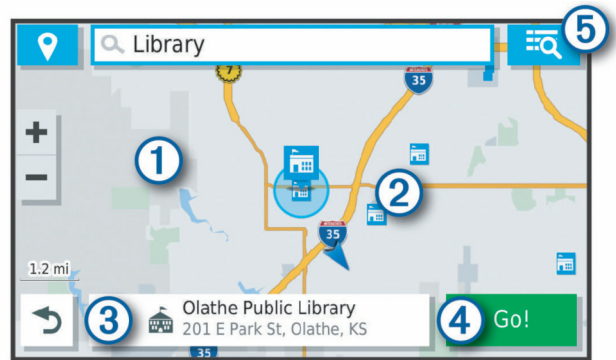 5
Library
7
35
+
1
-
2
35
1.2 mi
3
Olathe Public Library
201 E Park St, Olathe, KS
4
Go!
35